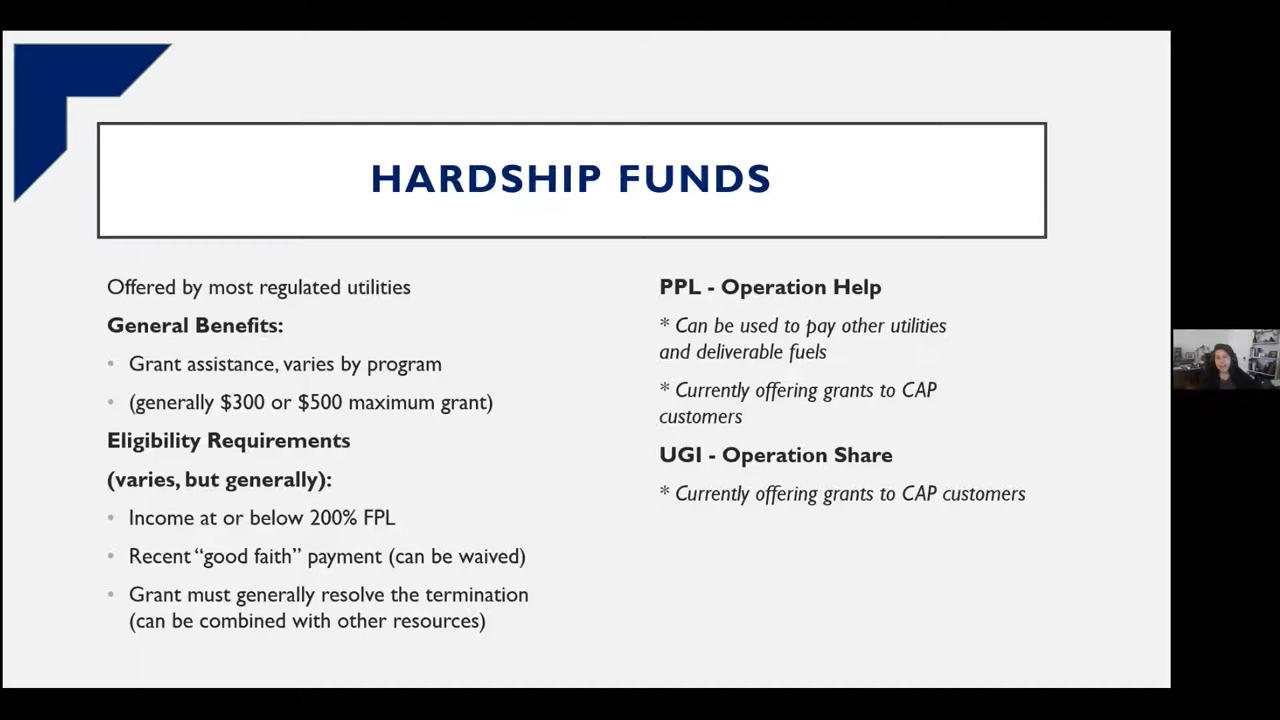 HARDSHIP FUNDS
Offered by most regulated utilities
General Benefits:
• Grant assistance, varies by program
• (generally $300 or $500 maximum grant)
Eligibility Requirements
(varies, but generally):
• Income at or below 200% FPL
• Recent “good faith” payment (can be waived)
• Grant must generally resolve the termination
(can be combined with other resources)
PPL - Operation Help
* Can be used to pay other utilities
and deliverable fuels
* Currently offering grants to CAP
customers
UGI - Operation Share
* Currently offering grants to CAP customers